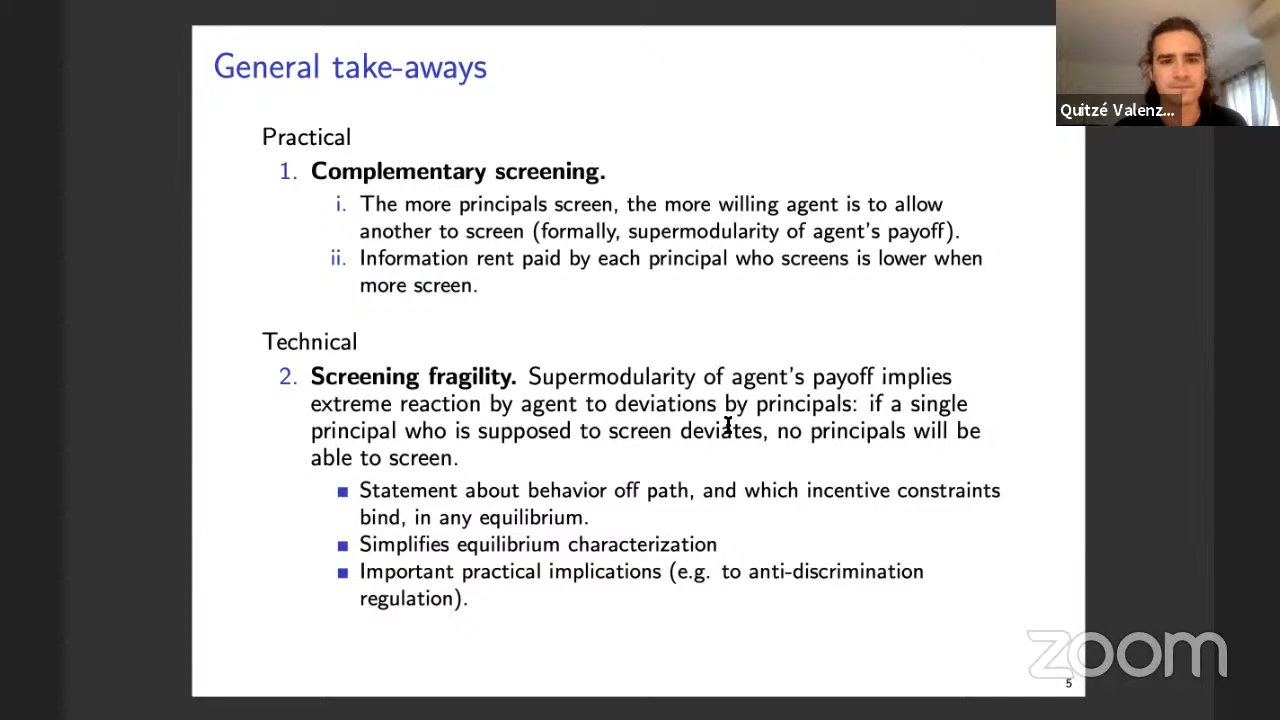 General take-aways
Quitzé Valenz...
Practical
1. Complementary screening.
i. The more principals screen, the more willing agent is to allow
another to screen (formally, supermodularity of agent's payoff).
ii. Information rent paid by each principal who screens is lower when
more screen.
Technical
2. Screening fragility. Supermodularity of agent's payoff implies
extreme reaction by agent to deviations by principals: if a single
principal who is supposed to screen deviates, no principals will be
able to screen.
Statement about behavior off path, and which incentive constraints
bind, in any equilibrium.
Simplifies equilibrium characterization
Important practical implications (e.g. to anti-discrimination
regulation).
zoom
5